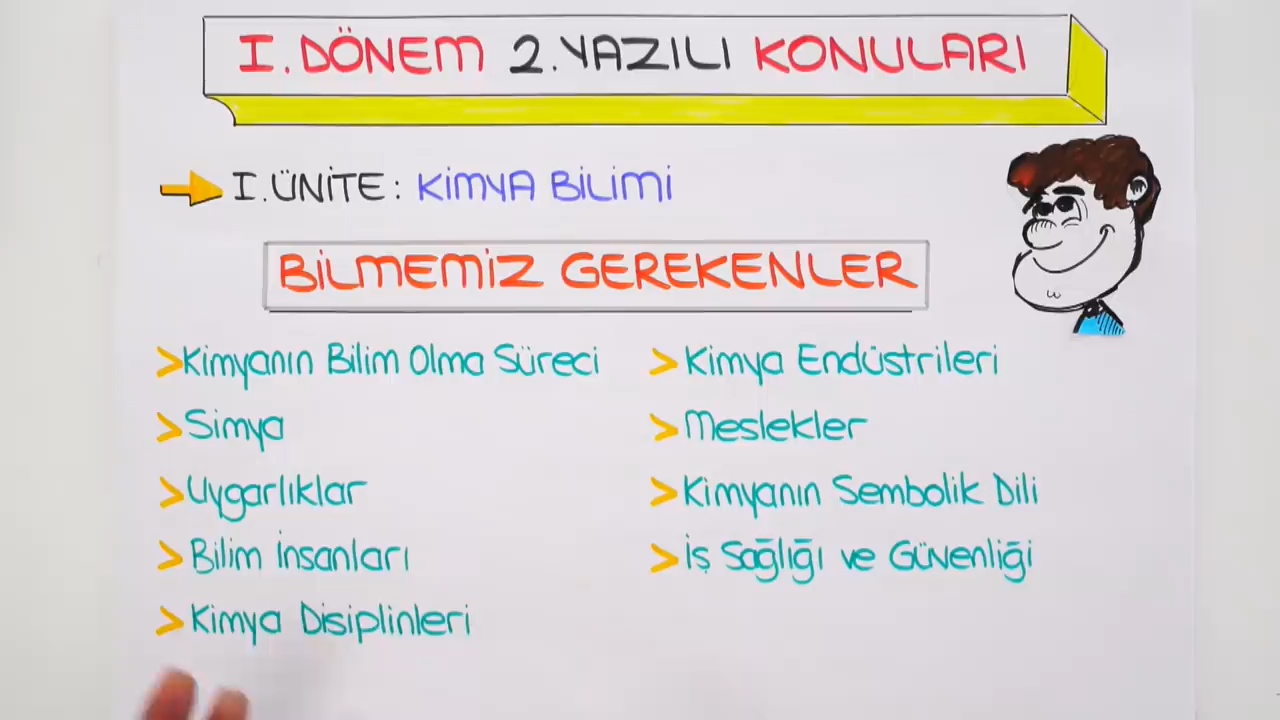 I. DÖNEM 2. YAZILI KONULARI
I. ÜNİTE: KİMYA BİLİMİ
BİLMEMİZ GEREKENLER
>Kimyanın Bilim Olma Süreci
>Simya
>Uygarlıklar
>Bilim İnsanları
>Kimya Disiplinleri
>Kimya Endüstrileri
>Meslekler
>Kimyanın Sembolik Dili
>İş Sağlığı ve Güvenliği